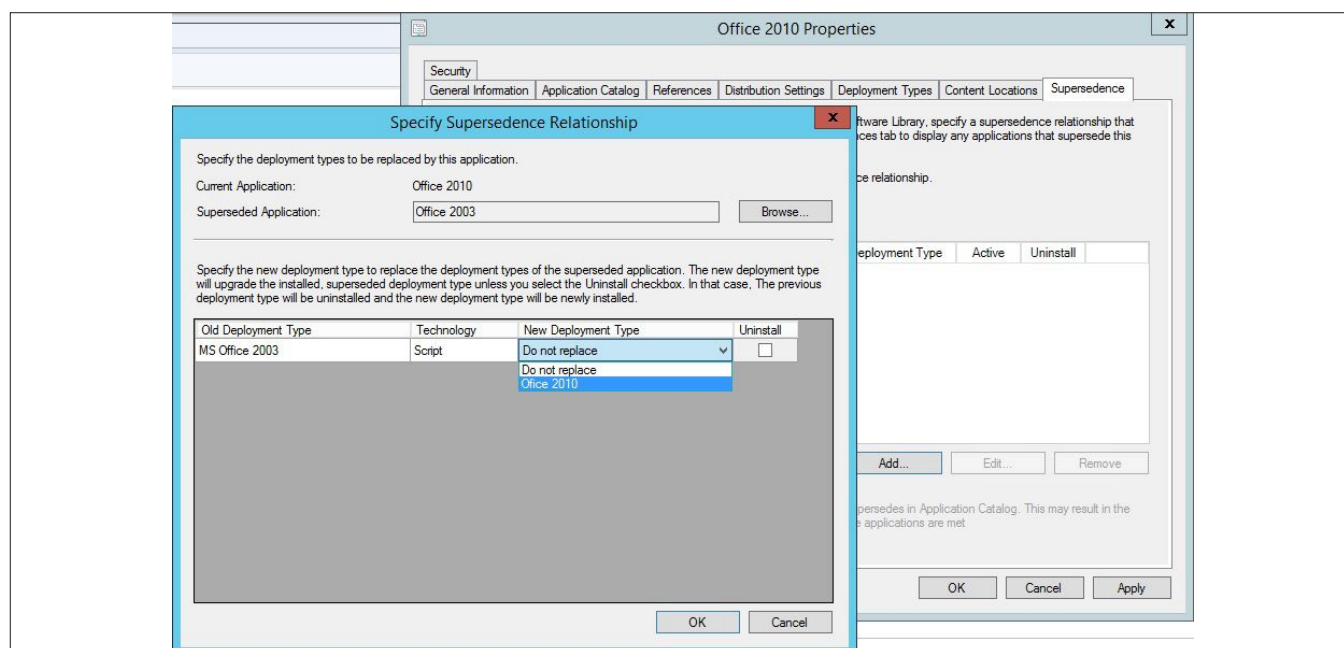 Office 2010 Properties
x
Security
General Information Application Catalog References Distribution Settings Deployment Types Content Locations Supersedence
Specify Supersedence Relationship
x
ftware Library, specify a supersedence relationship that
ces tab to display any applications that supersede this
ce relationship.
Specify the deployment types to be replaced by this application.
Current Application: Office 2010
Superseded Application: Office 2003 Browse...
Specify the new deployment type to replace the deployment types of the superseded application. The new deployment type
will upgrade the installed, superseded deployment type unless you select the Uninstall checkbox. In that case, The previous
deployment type will be uninstalled and the new deployment type will be newly installed.
Old Deployment Type Technology New Deployment Type Uninstall
MS Office 2003 Script Do not replace
Do not replace
Ofice 2010
OK Cancel
eployment Type Active Uninstall
Add... Edit... Remove
persedes in Application Catalog. This may result in the
e applications are met
OK Cancel Apply